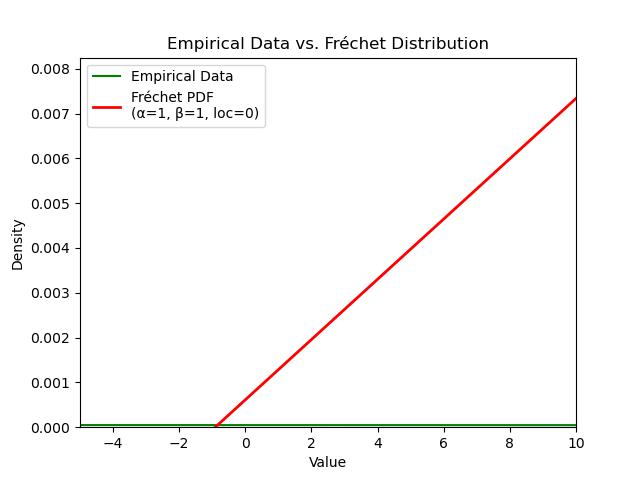 Empirical Data vs. Fréchet Distribution
Empirical Data
Fréchet PDF
(α=1, β=1, loc=0)
Density
0.008
0.007
0.006
0.005
0.004
0.003
0.002
0.001
0.000
−4
−2
0
2
4
6
8
10
Value